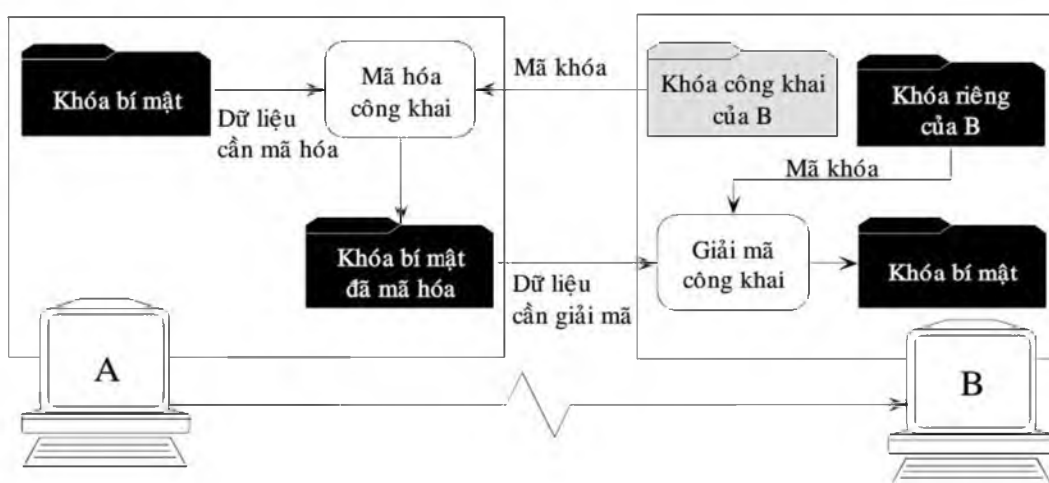 Khóa bí mật
Dữ liệu
cần mã hóa
Mã hóa
công khai
Mã khóa
Khóa công khai
của B
Khóa riêng
của B
Mã khóa
Khóa bí mật
đã mã hóa
Dữ liệu
cần giải mã
Giải mã
công khai
Khóa bí mật
A
B